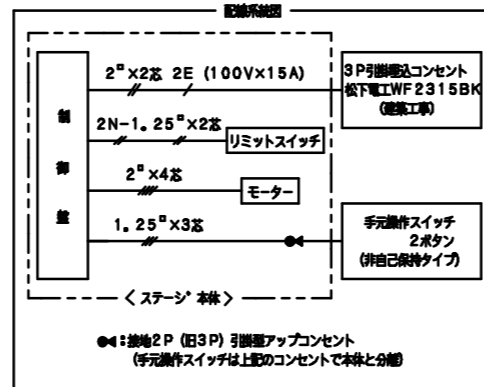 配線系統図
2□×2芯 2E (100V×15A)
3P引掛埋込コンセント
松下電工WF2315BK
(建築工事)
制御盤
2N-1.25□×2芯
リミットスイッチ
2□×4芯
モーター
1.25□×3芯
手元操作スイッチ
2ボタン
(非自己保持タイプ)
〈ステージ本体〉
:接地2P (旧3P) 引掛型アップコンセント
(手元操作スイッチは上記のコンセントで本体と分離)